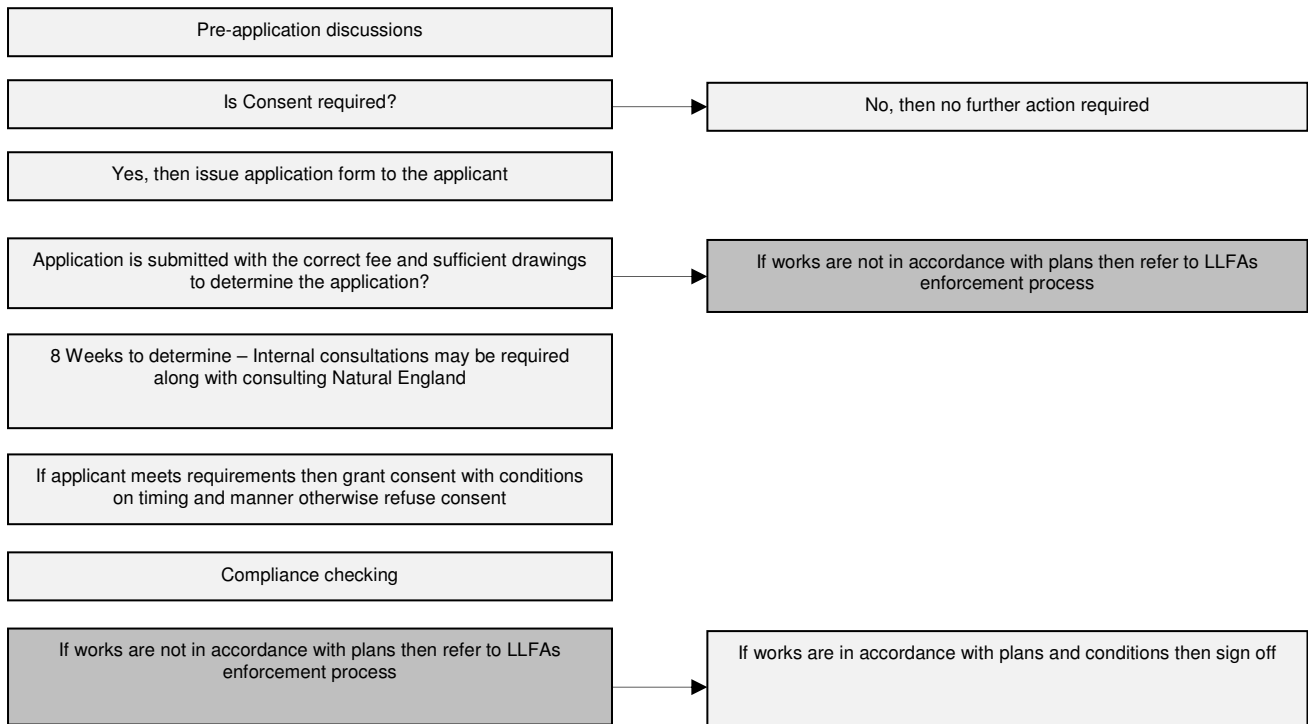 Pre-application discussions
Is Consent required?
No, then no further action required
Yes, then issue application form to the applicant
Application is submitted with the correct fee and sufficient drawings
to determine the application?
If works are not in accordance with plans then refer to LLFAs
enforcement process
8 Weeks to determine – Internal consultations may be required
along with consulting Natural England
If applicant meets requirements then grant consent with conditions
on timing and manner otherwise refuse consent
Compliance checking
If works are not in accordance with plans then refer to LLFAs
enforcement process
If works are in accordance with plans and conditions then sign off